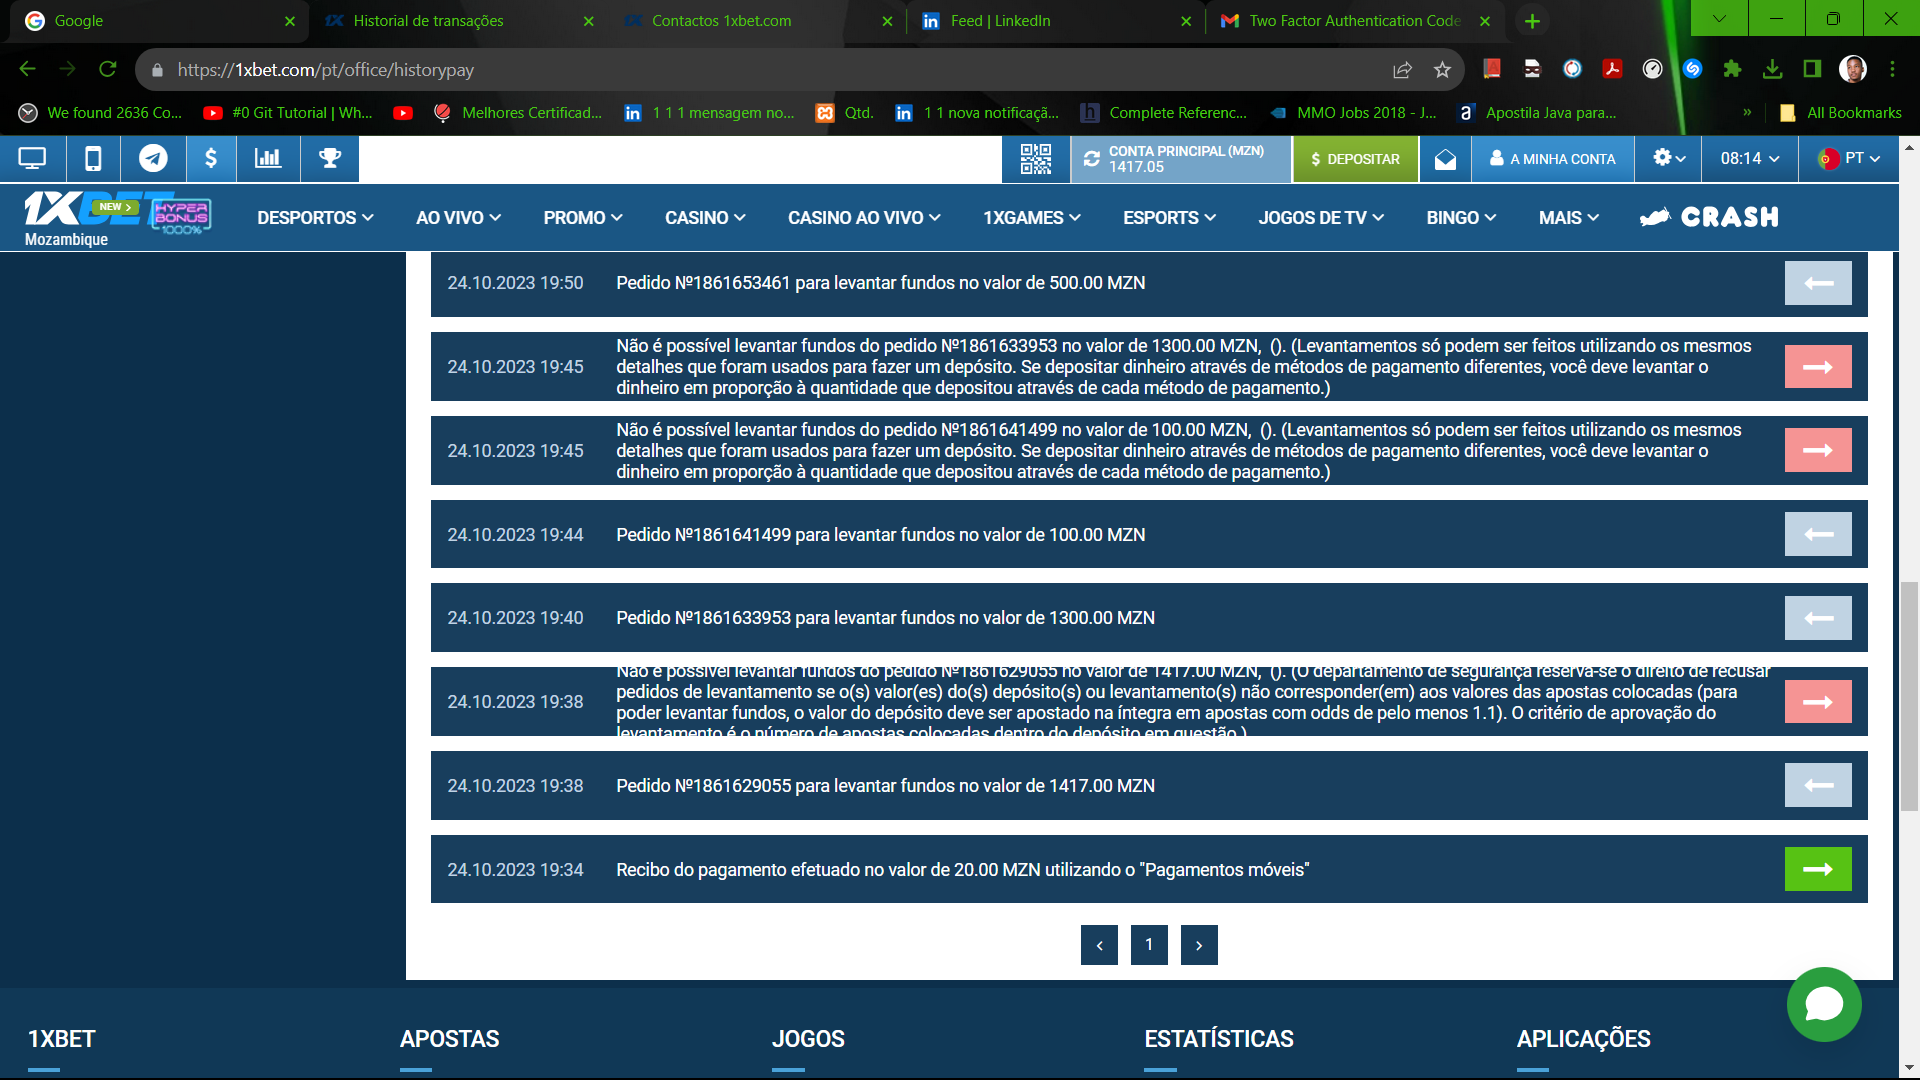 Google
Historial de transações
Contactos 1xbet.com
Feed | LinkedIn
Two Factor Authentication Code
https://1xbet.com/pt/office/historypay
We found 2636 Co...
#0 Git Tutorial | Wh...
Melhores Certificad...
1 1 1 mensagem no...
Qtd.
1 1 nova notificaçã...
Complete Referenc...
MMO Jobs 2018 - J...
Apostila Java para...
»
All Bookmarks
CONTA PRINCIPAL (MZN)
1417.05
$ DEPOSITAR
A MINHA CONTA
08:14
PT
1XBET
NEW >
HYPER BONUS 1000%
Mozambique
DESPORTOS
AO VIVO
PROMO
CASINO
CASINO AO VIVO
1XGAMES
ESPORTS
JOGOS DE TV
BINGO
MAIS
CRASH
24.10.2023 19:50
Pedido №1861653461 para levantar fundos no valor de 500.00 MZN
24.10.2023 19:45
Não é possível levantar fundos do pedido №1861633953 no valor de 1300.00 MZN,  (). (Levantamentos só podem ser feitos utilizando os mesmos
detalhes que foram usados para fazer um depósito. Se depositar dinheiro através de métodos de pagamento diferentes, você deve levantar o
dinheiro em proporção à quantidade que depositou através de cada método de pagamento.)
24.10.2023 19:45
Não é possível levantar fundos do pedido №1861641499 no valor de 100.00 MZN,  (). (Levantamentos só podem ser feitos utilizando os mesmos
detalhes que foram usados para fazer um depósito. Se depositar dinheiro através de métodos de pagamento diferentes, você deve levantar o
dinheiro em proporção à quantidade que depositou através de cada método de pagamento.)
24.10.2023 19:44
Pedido №1861641499 para levantar fundos no valor de 100.00 MZN
24.10.2023 19:40
Pedido №1861633953 para levantar fundos no valor de 1300.00 MZN
24.10.2023 19:38
Não é possível levantar fundos do pedido №1861629055 no valor de 1417.00 MZN,  (). (O departamento de segurança reserva-se o direito de recusar
pedidos de levantamento se o(s) valor(es) do(s) depósito(s) ou levantamento(s) não corresponder(em) aos valores das apostas colocadas (para
poder levantar fundos, o valor do depósito deve ser apostado na íntegra em apostas com odds de pelo menos 1.1). O critério de aprovação do
levantamento é o número de apostas colocadas dentro do depósito em questão.)
24.10.2023 19:38
Pedido №1861629055 para levantar fundos no valor de 1417.00 MZN
24.10.2023 19:34
Recibo do pagamento efetuado no valor de 20.00 MZN utilizando o "Pagamentos móveis"
< 1 >
1XBET
APOSTAS
JOGOS
ESTATÍSTICAS
APLICAÇÕES